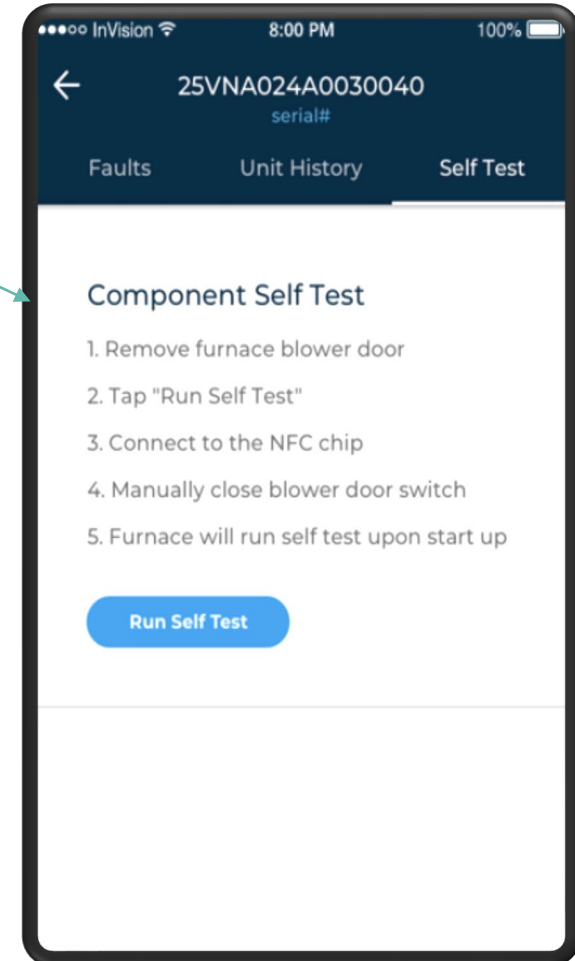 InVision 8:00 PM 100%
25VNA024A0030040
serial#
Faults Unit History Self Test
Component Self Test
1. Remove furnace blower door
2. Tap "Run Self Test"
3. Connect to the NFC chip
4. Manually close blower door switch
5. Furnace will run self test upon start up
Run Self Test